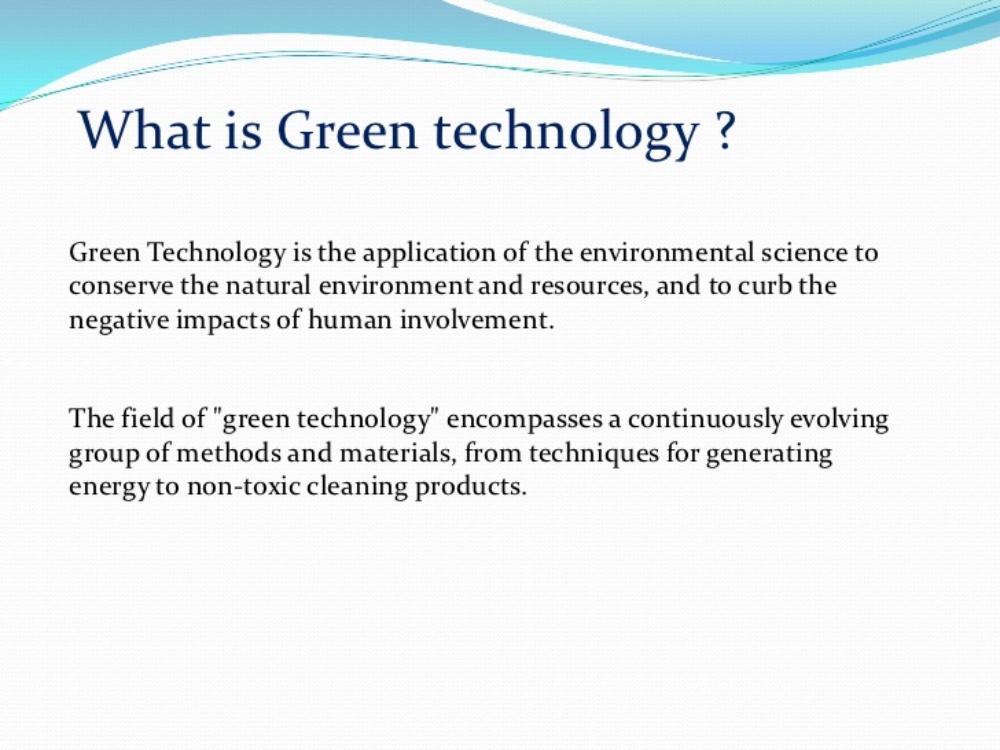 What is Green technology ?
Green Technology is the application of the environmental science to
conserve the natural environment and resources, and to curb the
negative impacts of human involvement.
The field of "green technology" encompasses a continuously evolving
group of methods and materials, from techniques for generating
energy to non-toxic cleaning products.